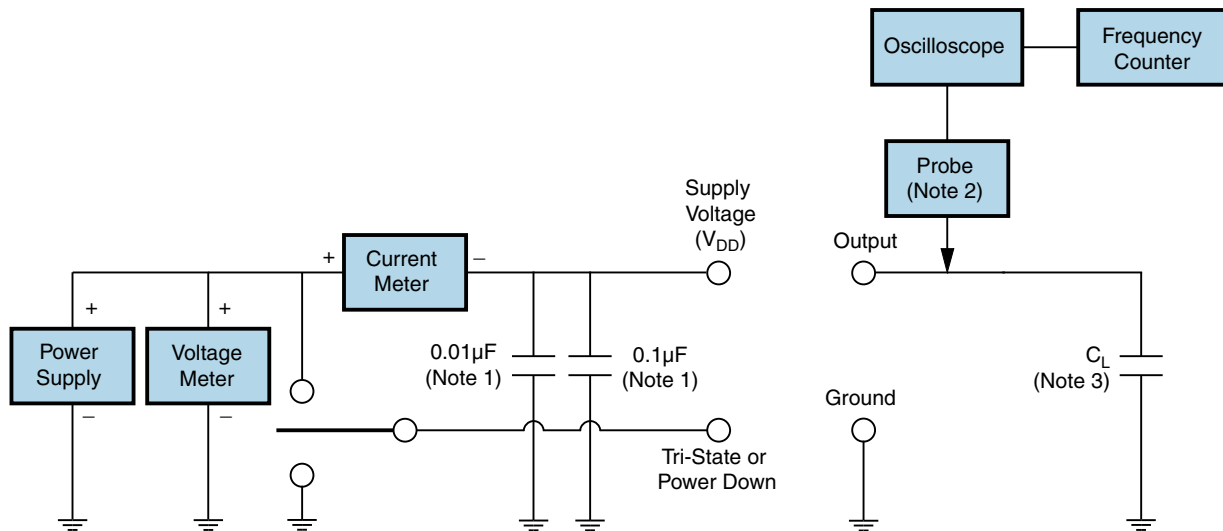 Oscilloscope
Frequency
Counter
Probe
(Note 2)
Supply
Voltage
(V_DD)
Output
+
Current
Meter
–
+
+
Power
Supply
Voltage
Meter
0.01µF
(Note 1)
0.1µF
(Note 1)
C_L
(Note 3)
–
–
Ground
Tri-State or
Power Down